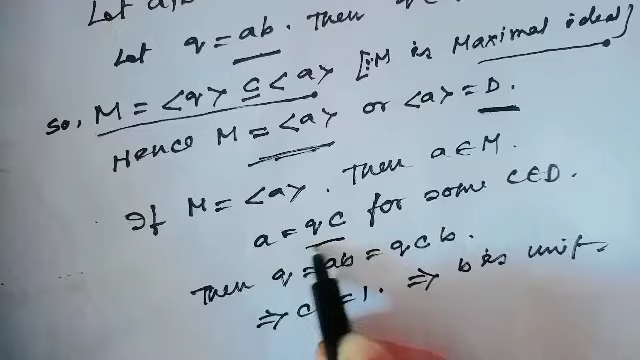 Let a,b
Let q = ab. Then q
So, M = <q> ⊆ <a> [∵ M is Maximal ideal]
Hence M = <a> or <a> = D.
If M = <a>. Then a ∈ M.
a = qc for some c ∈ D.
Then q = ab = qcb.
⇒ c = 1. ⇒ b is unit.